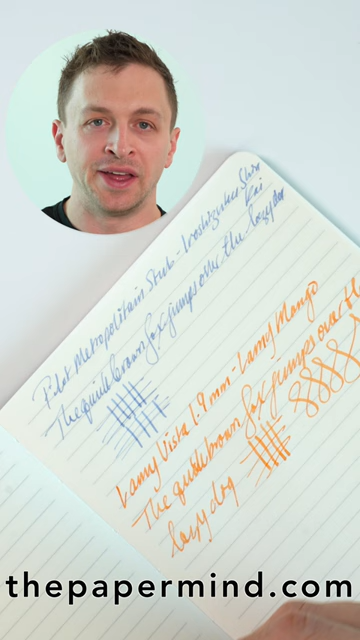 Pilot Metropolitain Stub - Iroshizuku Shin
Kai
The quick brown fox jumps over the lazy dog
Lamy Vista 1.9mm - Lamy Mango
The quick brown fox jumps over the
lazy dog
thepapermind.com